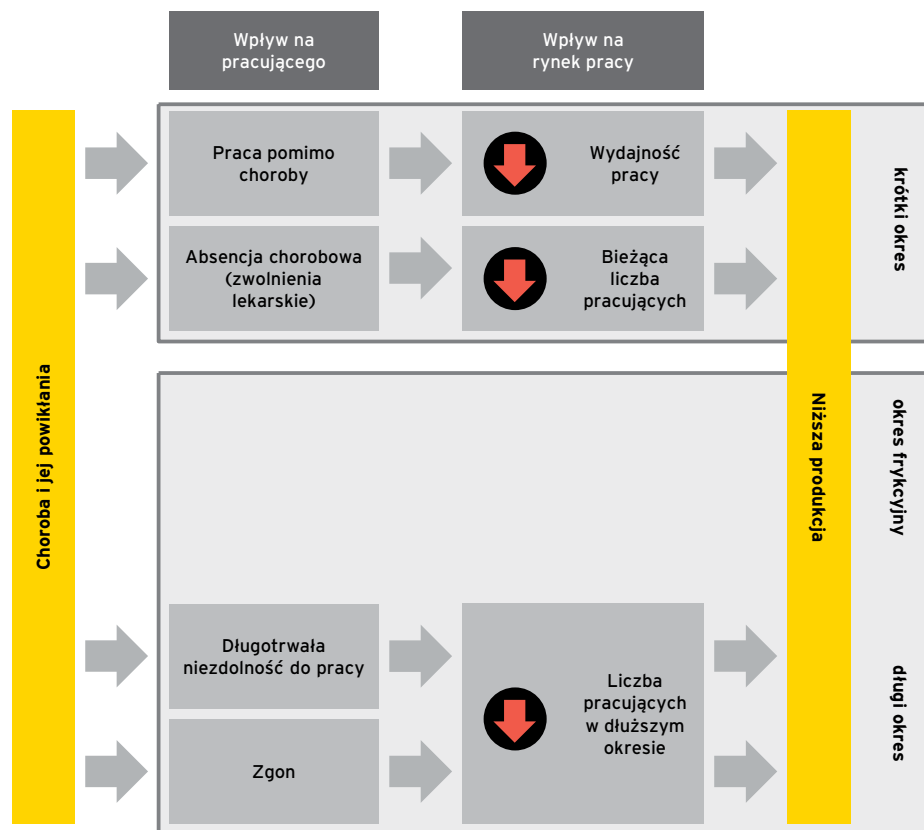 Wpływ na
pracującego
Wpływ na
rynek pracy
Choroba i jej powikłania
Praca pomimo
choroby
Wydajność
pracy
Absencja chorobowa
(zwolnienia
lekarskie)
Bieżąca
liczba
pracujących
krótki okres
Niższa produkcja
okres frykcyjny
Długotrwała
niezdolność do pracy
Zgon
Liczba
pracujących
w dłuższym
okresie
długi okres